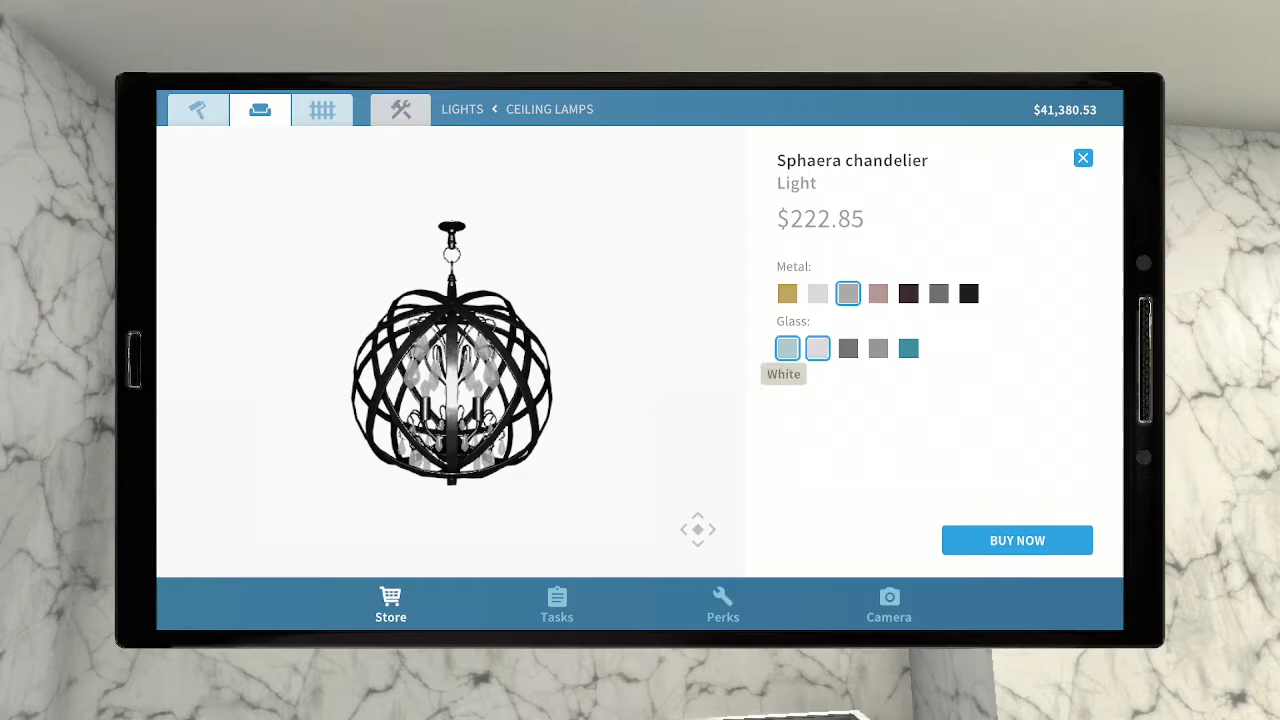 LIGHTS < CEILING LAMPS
$41,380.53
Sphaera chandelier
Light
$222.85
Metal:
Glass:
White
BUY NOW
Store
Tasks
Perks
Camera